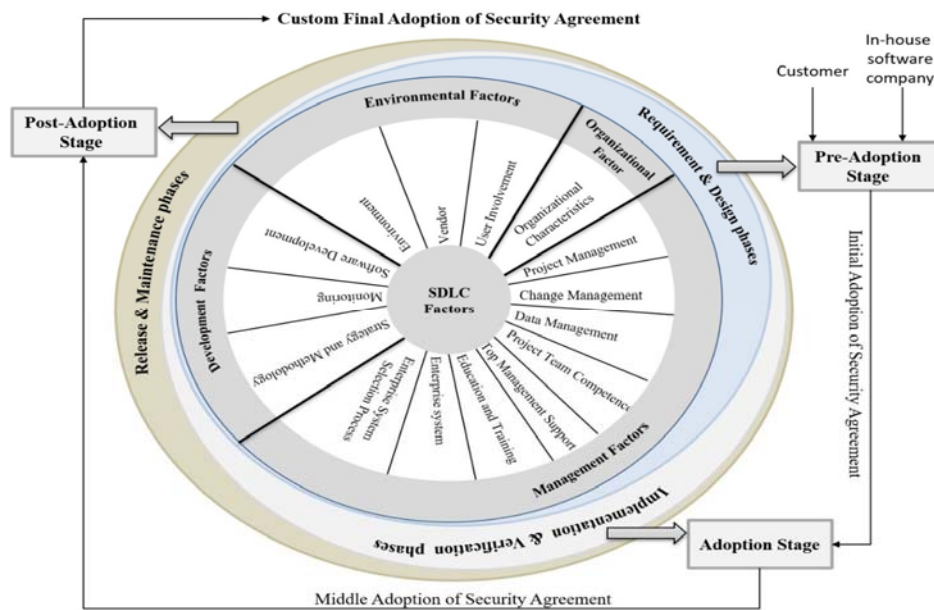 Custom Final Adoption of Security Agreement
In-house
software
company
Customer
Post-Adoption
Stage
Pre-Adoption
Stage
Environmental Factors
Organizational
Factor
Requirement & Design phases
Release & Maintenance phases
Development Factors
Environment
Vendor
User Involvement
Organizational
Characteristics
Software Development
Monitoring
Strategy and Methodology
SDLC
Factors
Project Management
Change Management
Data Management
Project Team Competence
Top Management Support
Education and Training
Enterprise system
Enterprise System
Selection Process
Management Factors
Implementation & Verification phases
Initial Adoption of Security Agreement
Adoption Stage
Middle Adoption of Security Agreement